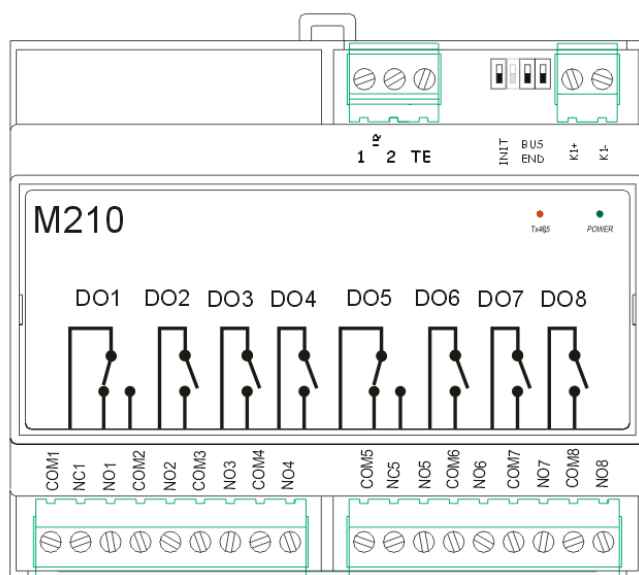 1 2 TE
INIT
BUS
END
K1+
K1-
M210
Tx485
POWER
DO1 DO2 DO3 DO4 DO5 DO6 DO7 DO8
COM1 NC1 NO1 COM2 NO2 COM3 NO3 COM4 NO4 COM5 NC5 NO5 COM6 NO6 COM7 NO7 COM8 NO8